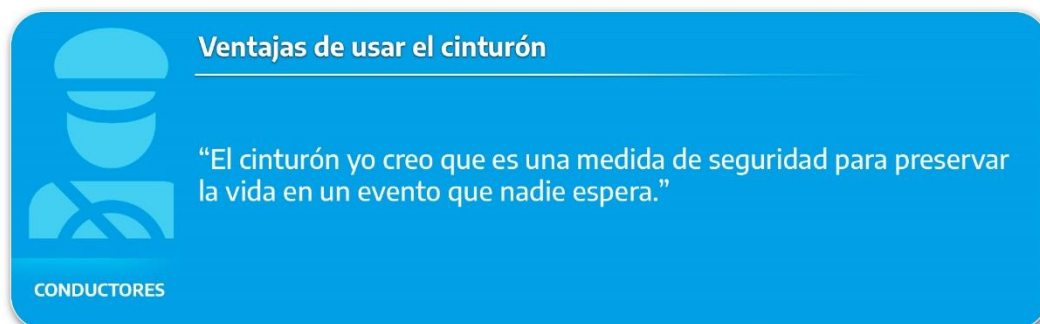 Ventajas de usar el cinturón
“El cinturón yo creo que es una medida de seguridad para preservar
la vida en un evento que nadie espera.”
CONDUCTORES